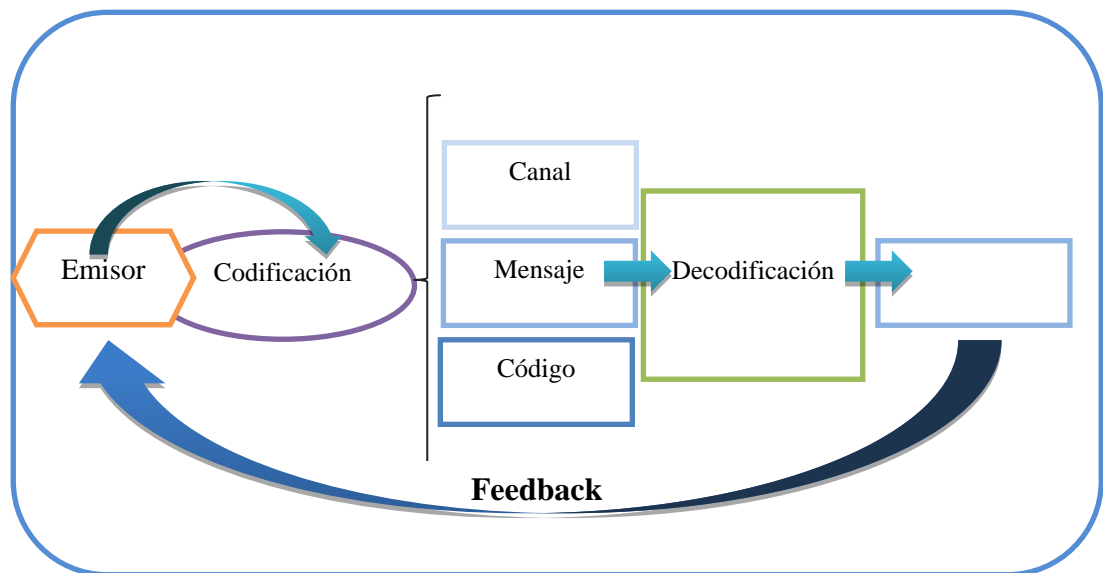 Emisor
Codificación
Canal
Mensaje
Código
Decodificación
Feedback